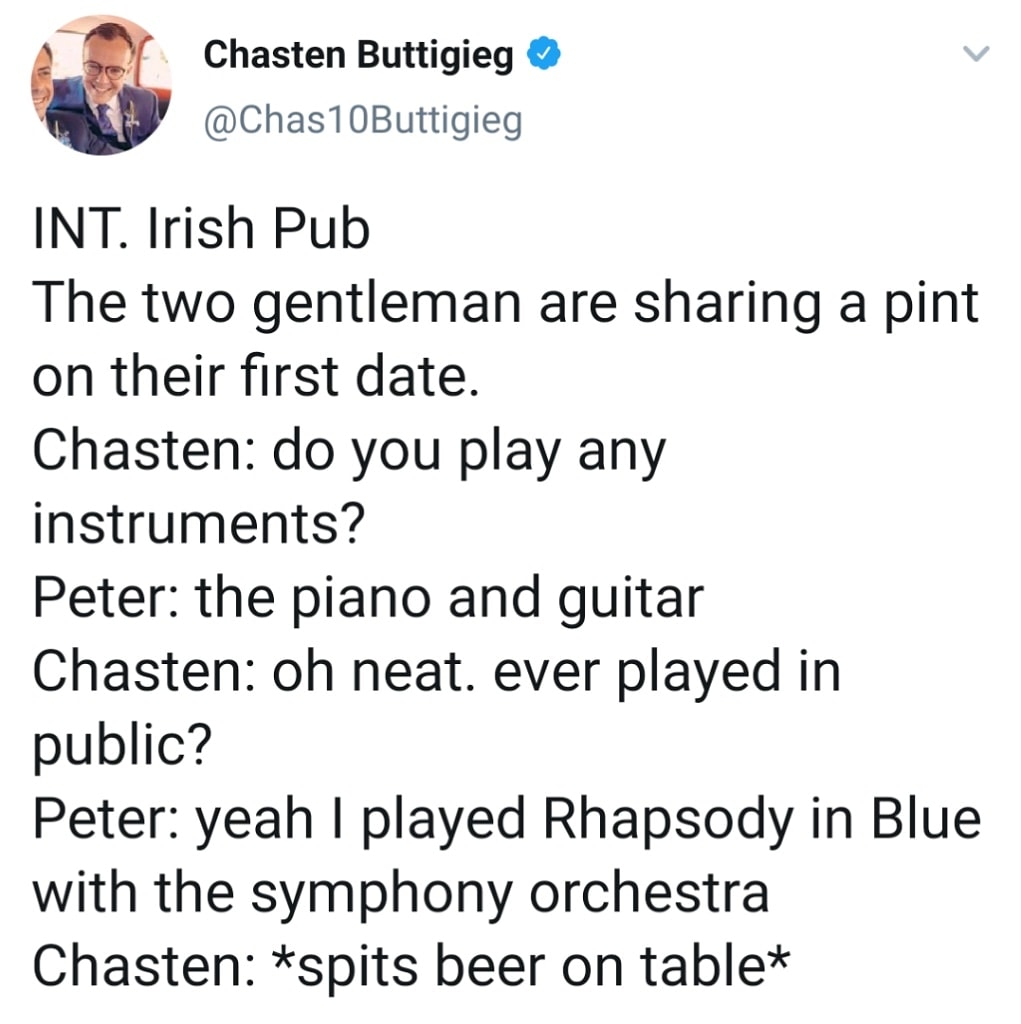 Chasten Buttigieg
@Chas10Buttigieg
INT. Irish Pub
The two gentleman are sharing a pint
on their first date.
Chasten: do you play any
instruments?
Peter: the piano and guitar
Chasten: oh neat. ever played in
public?
Peter: yeah I played Rhapsody in Blue
with the symphony orchestra
Chasten: *spits beer on table*